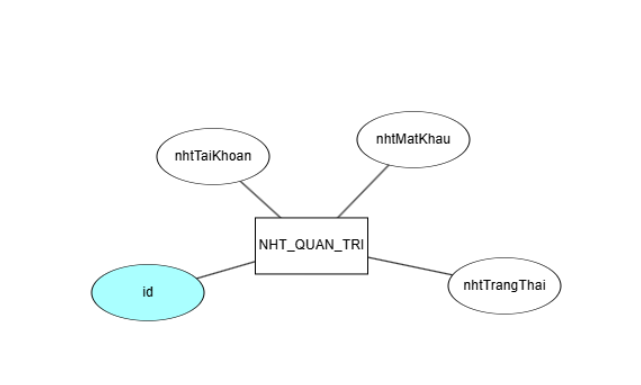 nhtMatKhau
nhtTaiKhoan
NHT_QUAN_TRI
nhtTrangThai
id